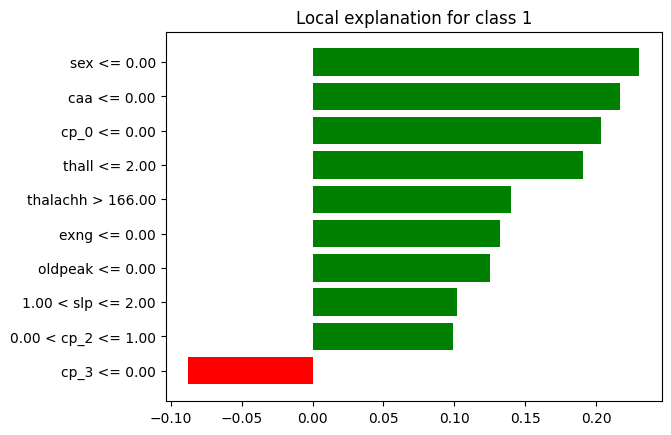 Local explanation for class 1
sex <= 0.00
caa <= 0.00
cp_0 <= 0.00
thall <= 2.00
thalachh > 166.00
exng <= 0.00
oldpeak <= 0.00
1.00 < slp <= 2.00
0.00 < cp_2 <= 1.00
cp_3 <= 0.00
−0.10 −0.05 0.00 0.05 0.10 0.15 0.20